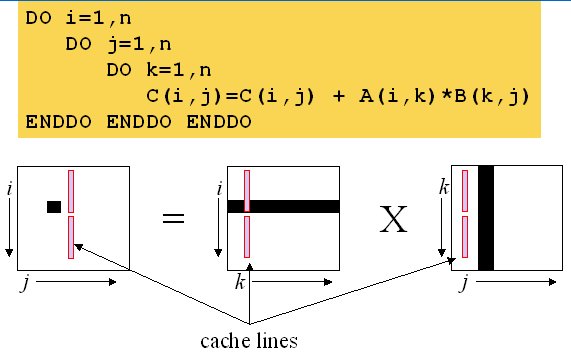 DO i=1,n
DO j=1,n
DO k=1,n
C(i,j)=C(i,j) + A(i,k)*B(k,j)
ENDDO ENDDO ENDDO
i
j
=
i
k
X
k
j
cache lines